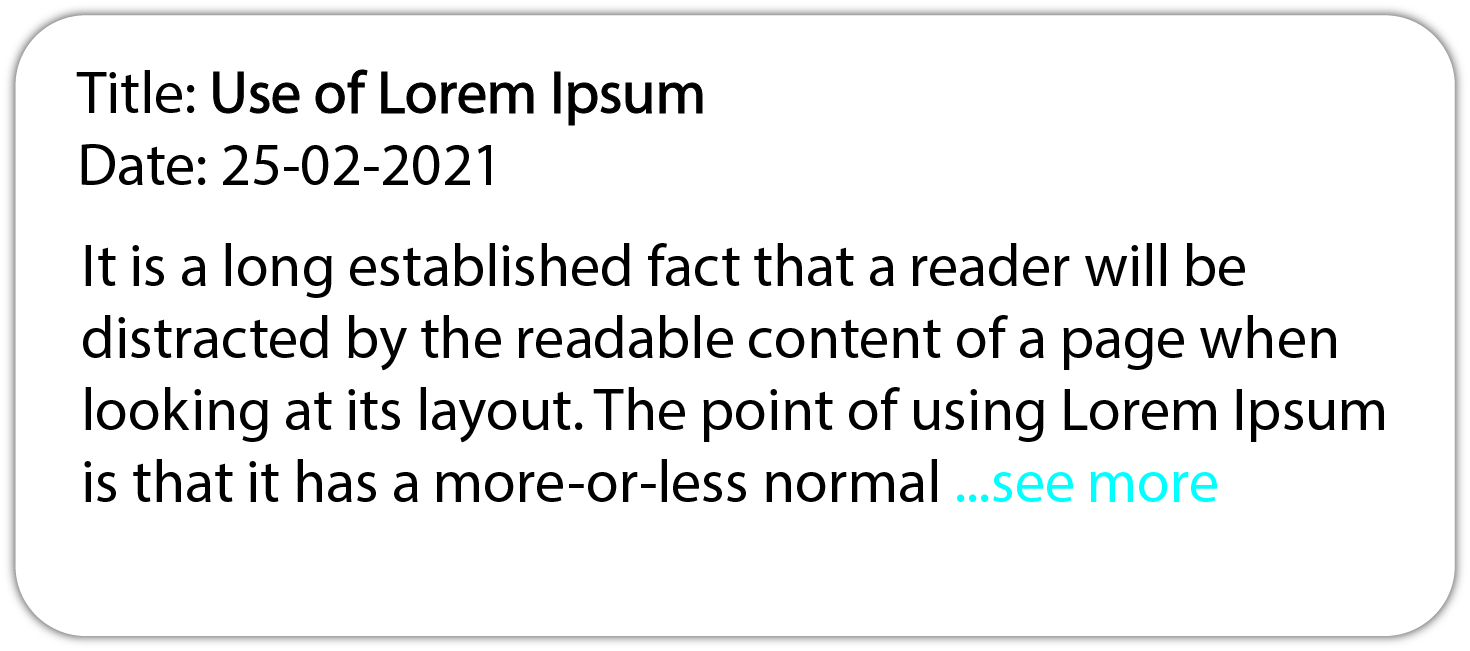 Title: Use of Lorem Ipsum
Date: 25-02-2021
It is a long established fact that a reader will be
distracted by the readable content of a page when
looking at its layout. The point of using Lorem Ipsum
is that it has a more-or-less normal ...see more